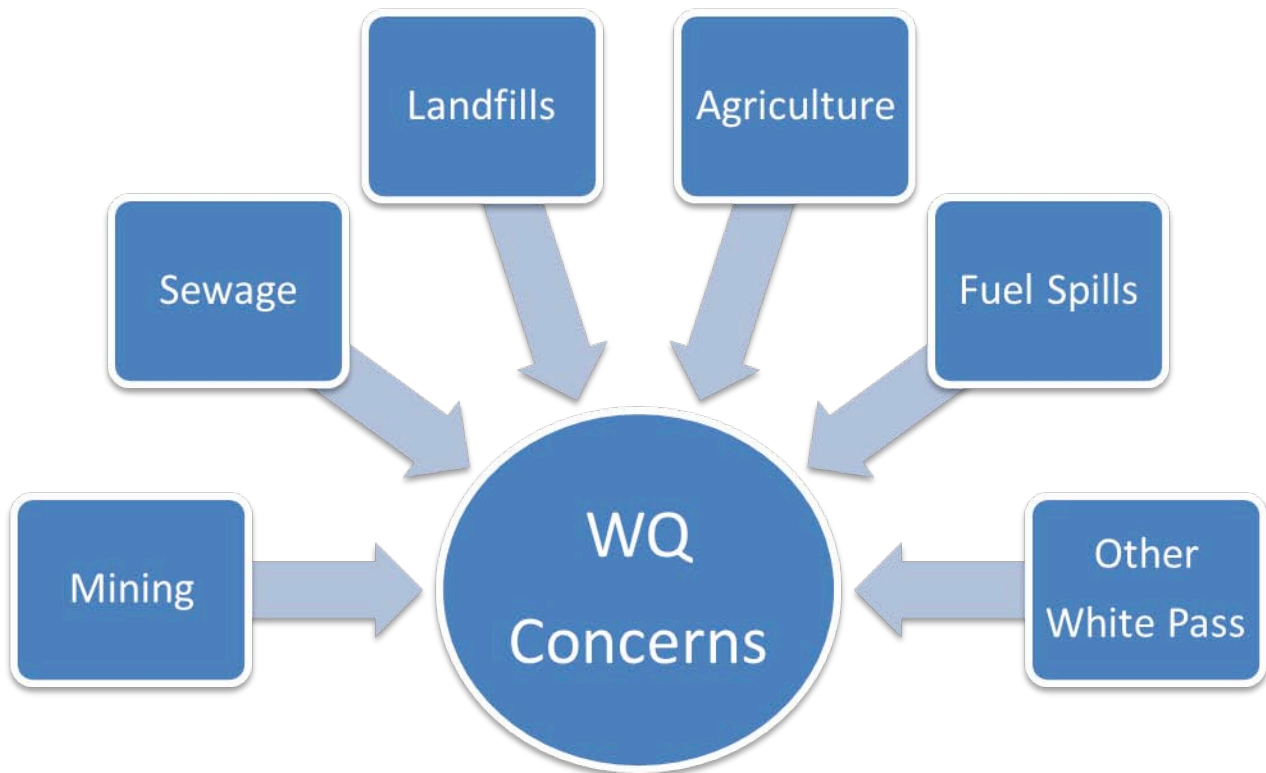 Landfills
Agriculture
Sewage
Fuel Spills
Mining
WQ
Concerns
Other
White Pass